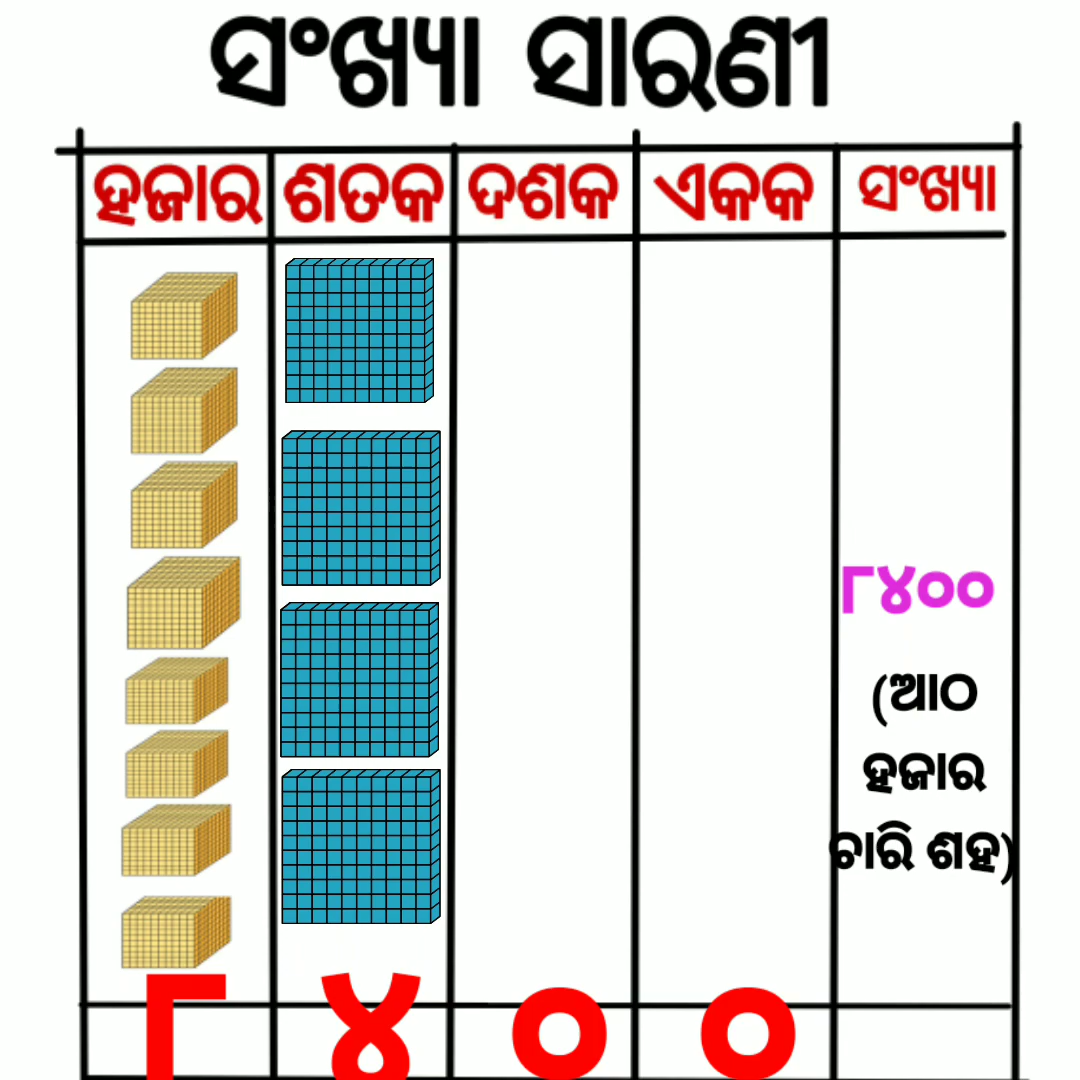 ସଂଖ୍ୟା ସାରଣୀ
ହଜାର ଶତକ ଦଶକ ଏକକ ସଂଖ୍ୟା
୮୪୦୦
(ଆଠ
ହଜାର
ଚାରି ଶହ)
୮ ୪ ୦ ୦